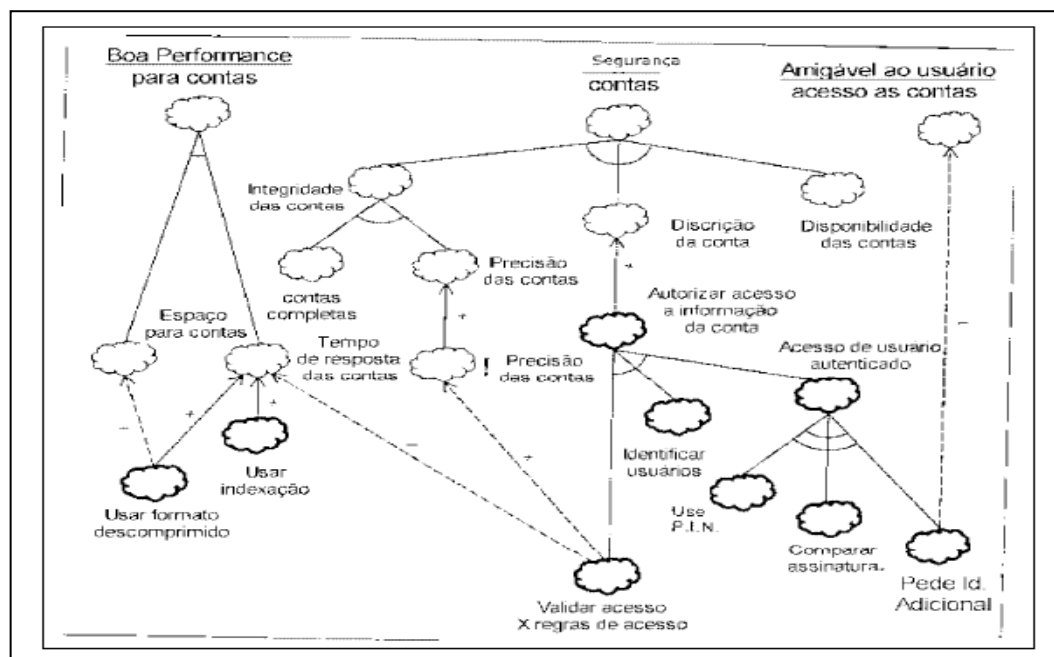 Boa Performance
para contas
Segurança
contas
Amigável ao usuário
acesso as contas
Integridade
das contas
Discrição
da conta
Disponibilidade
das contas
contas
completas
Precisão
das contas
Autorizar acesso
a informação
da conta
Espaço
para contas
Tempo
de resposta
das contas
! Precisão
das contas
Acesso de usuário
autenticado
Identificar
usuários
Usar
indexação
Usar formato
descomprimido
Use
P.I.N.
Comparar
assinatura.
Pede Id.
Adicional
Validar acesso
X regras de acesso